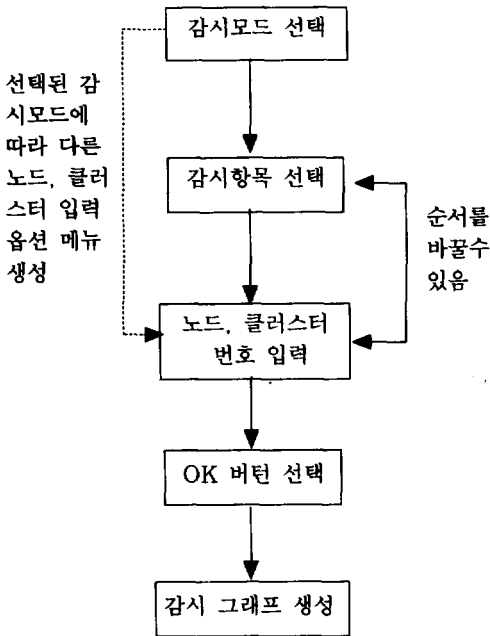 감시모드 선택
선택된 감
시모드에
따라 다른
노드, 클러
스터 입력
옵션 메뉴
생성
감시항목 선택
순서를
바꿀수
있음
노드, 클러스터
번호 입력
OK 버턴 선택
감시 그래프 생성